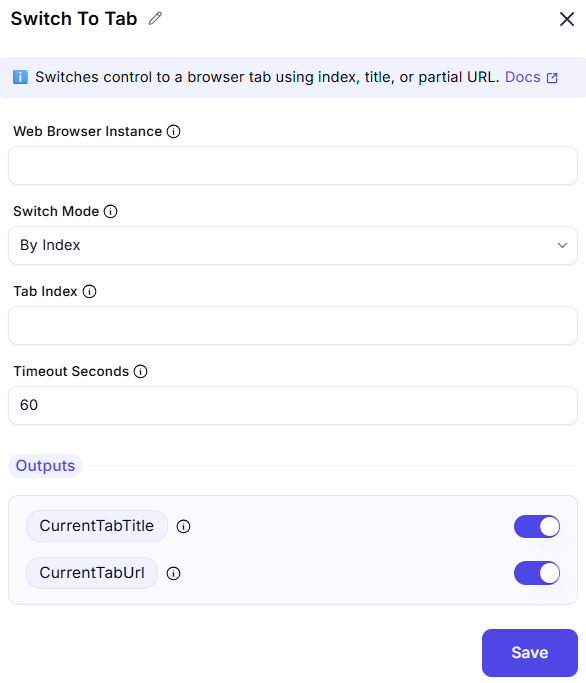 Switch To Tab
Switches control to a browser tab using index, title, or partial URL. Docs
Web Browser Instance
Switch Mode
By Index
Tab Index
Timeout Seconds
60
Outputs
CurrentTabTitle
CurrentTabUrl
Save